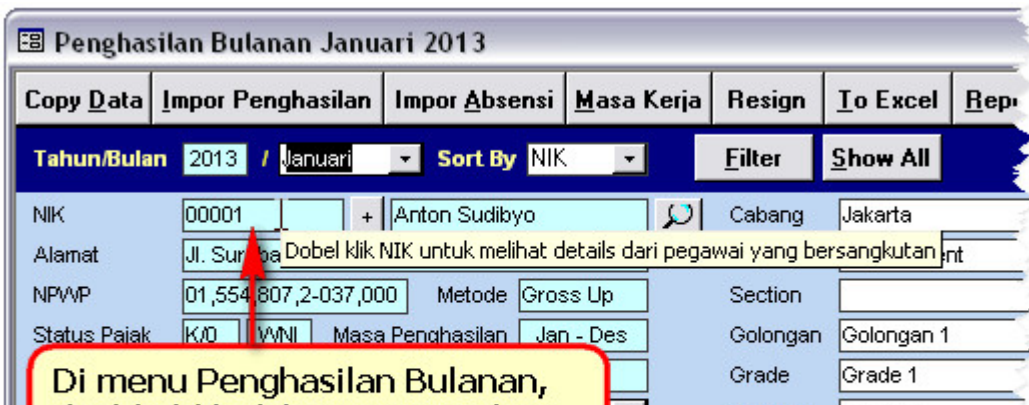 Penghasilan Bulanan Januari 2013
Copy Data Impor Penghasilan Impor Absensi Masa Kerja Resign To Excel
Tahun/Bulan 2013 / Januari Sort By NIK Filter Show All
NIK 00001 + Anton Sudibyo Cabang Jakarta
Dobel klik NIK untuk melihat details dari pegawai yang bersangkutan
Alamat Jl.
NPWP 01,554,807,2-037,000 Metode Gross Up Section
Status Pajak K/0 WNI Masa Penghasilan Jan - Des Golongan Golongan 1
Grade Grade 1
Di menu Penghasilan Bulanan,